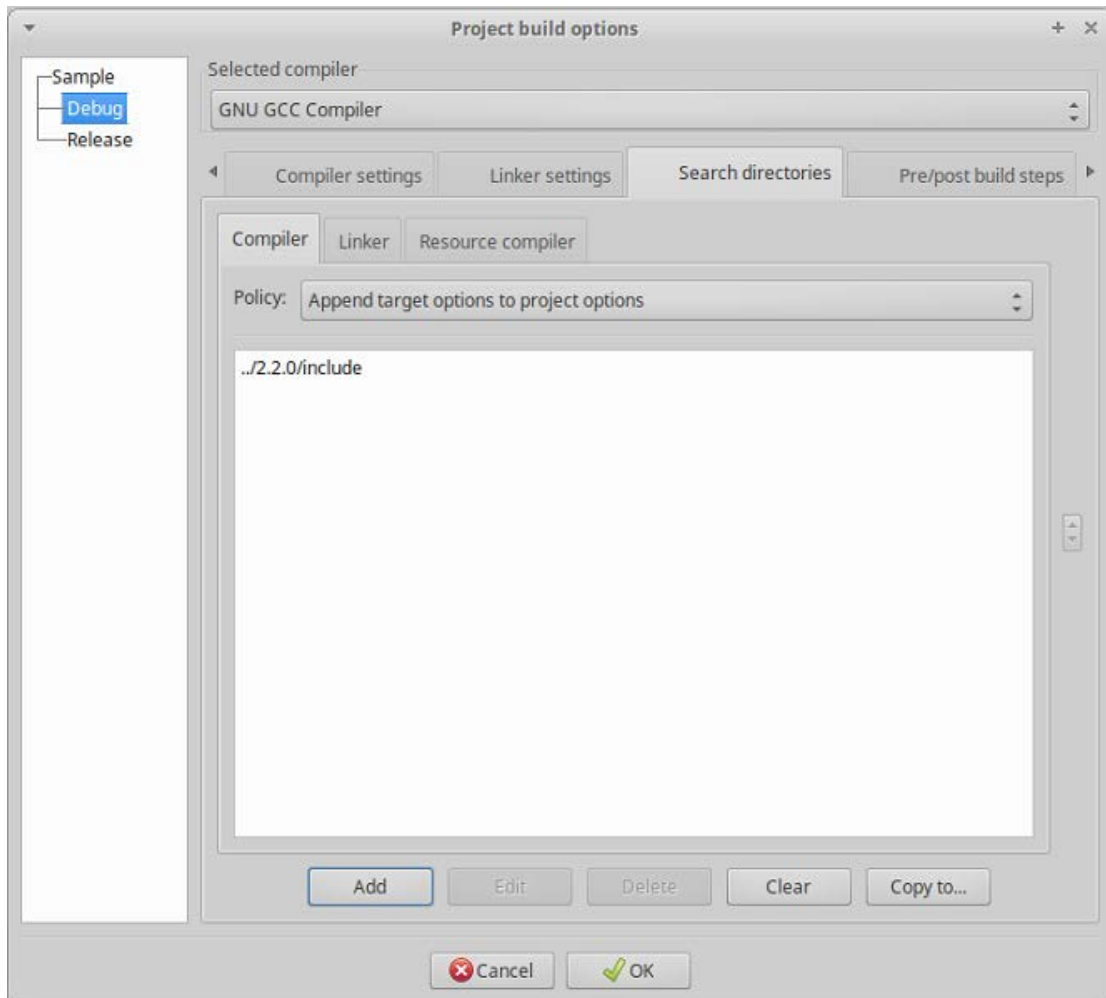 Project build options
Sample
Debug
Release
Selected compiler
GNU GCC Compiler
Compiler settings
Linker settings
Search directories
Pre/post build steps
Compiler
Linker
Resource compiler
Policy:
Append target options to project options
../2.2.0/include
Add
Edit
Delete
Clear
Copy to...
Cancel
OK